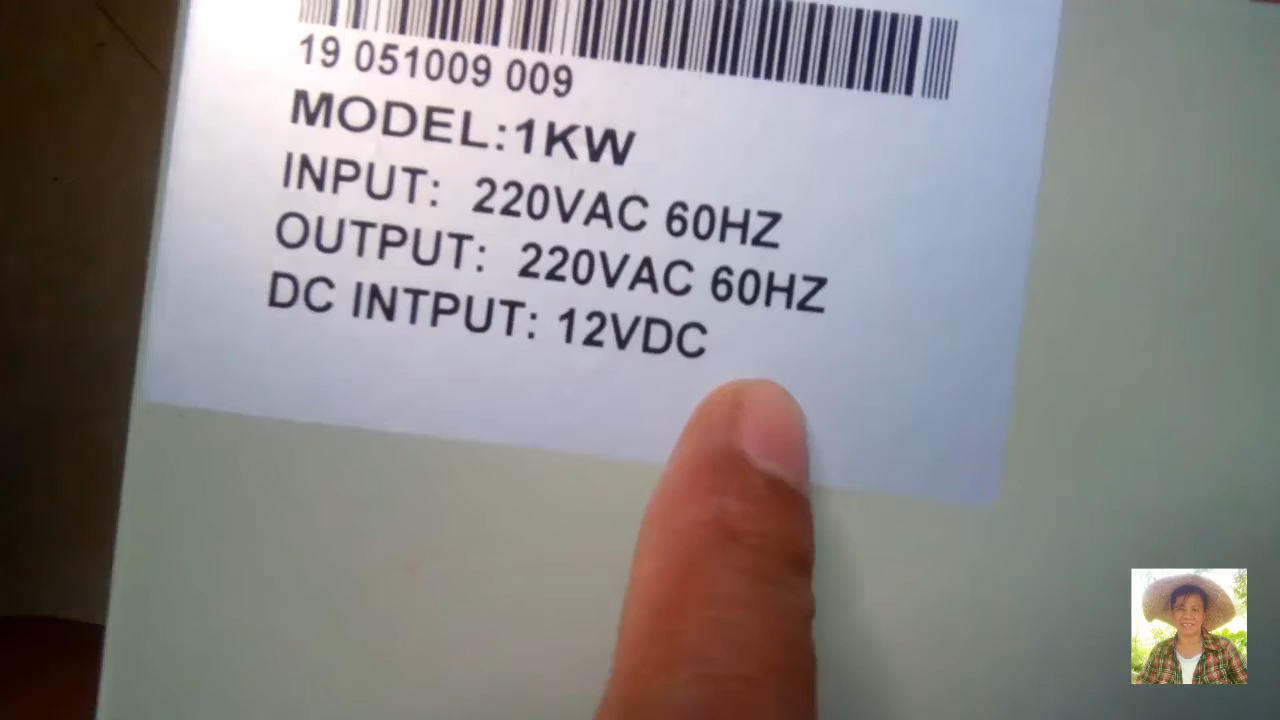 19 051009 009
MODEL:1KW
INPUT: 220VAC 60HZ
OUTPUT: 220VAC 60HZ
DC INTPUT: 12VDC